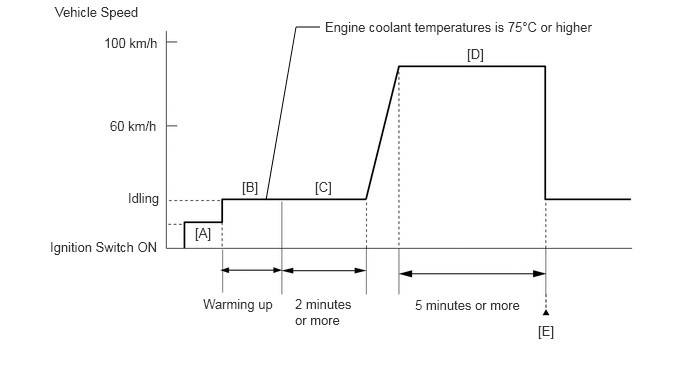 Vehicle Speed
Engine coolant temperatures is 75°C or higher
100 km/h
[D]
60 km/h
[B]
[C]
Idling
[A]
Ignition Switch ON
Warming up
2 minutes
or more
5 minutes or more
[E]